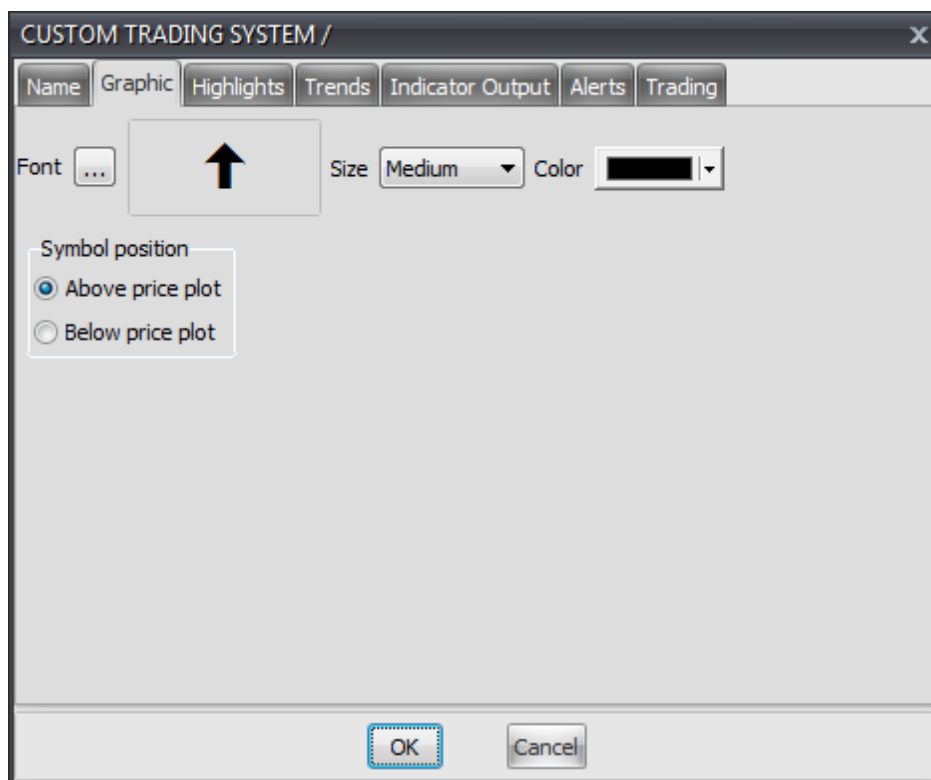 CUSTOM TRADING SYSTEM / x
Name Graphic Highlights Trends Indicator Output Alerts Trading
Font ... Size Medium Color
Symbol position
Above price plot
Below price plot
OK Cancel